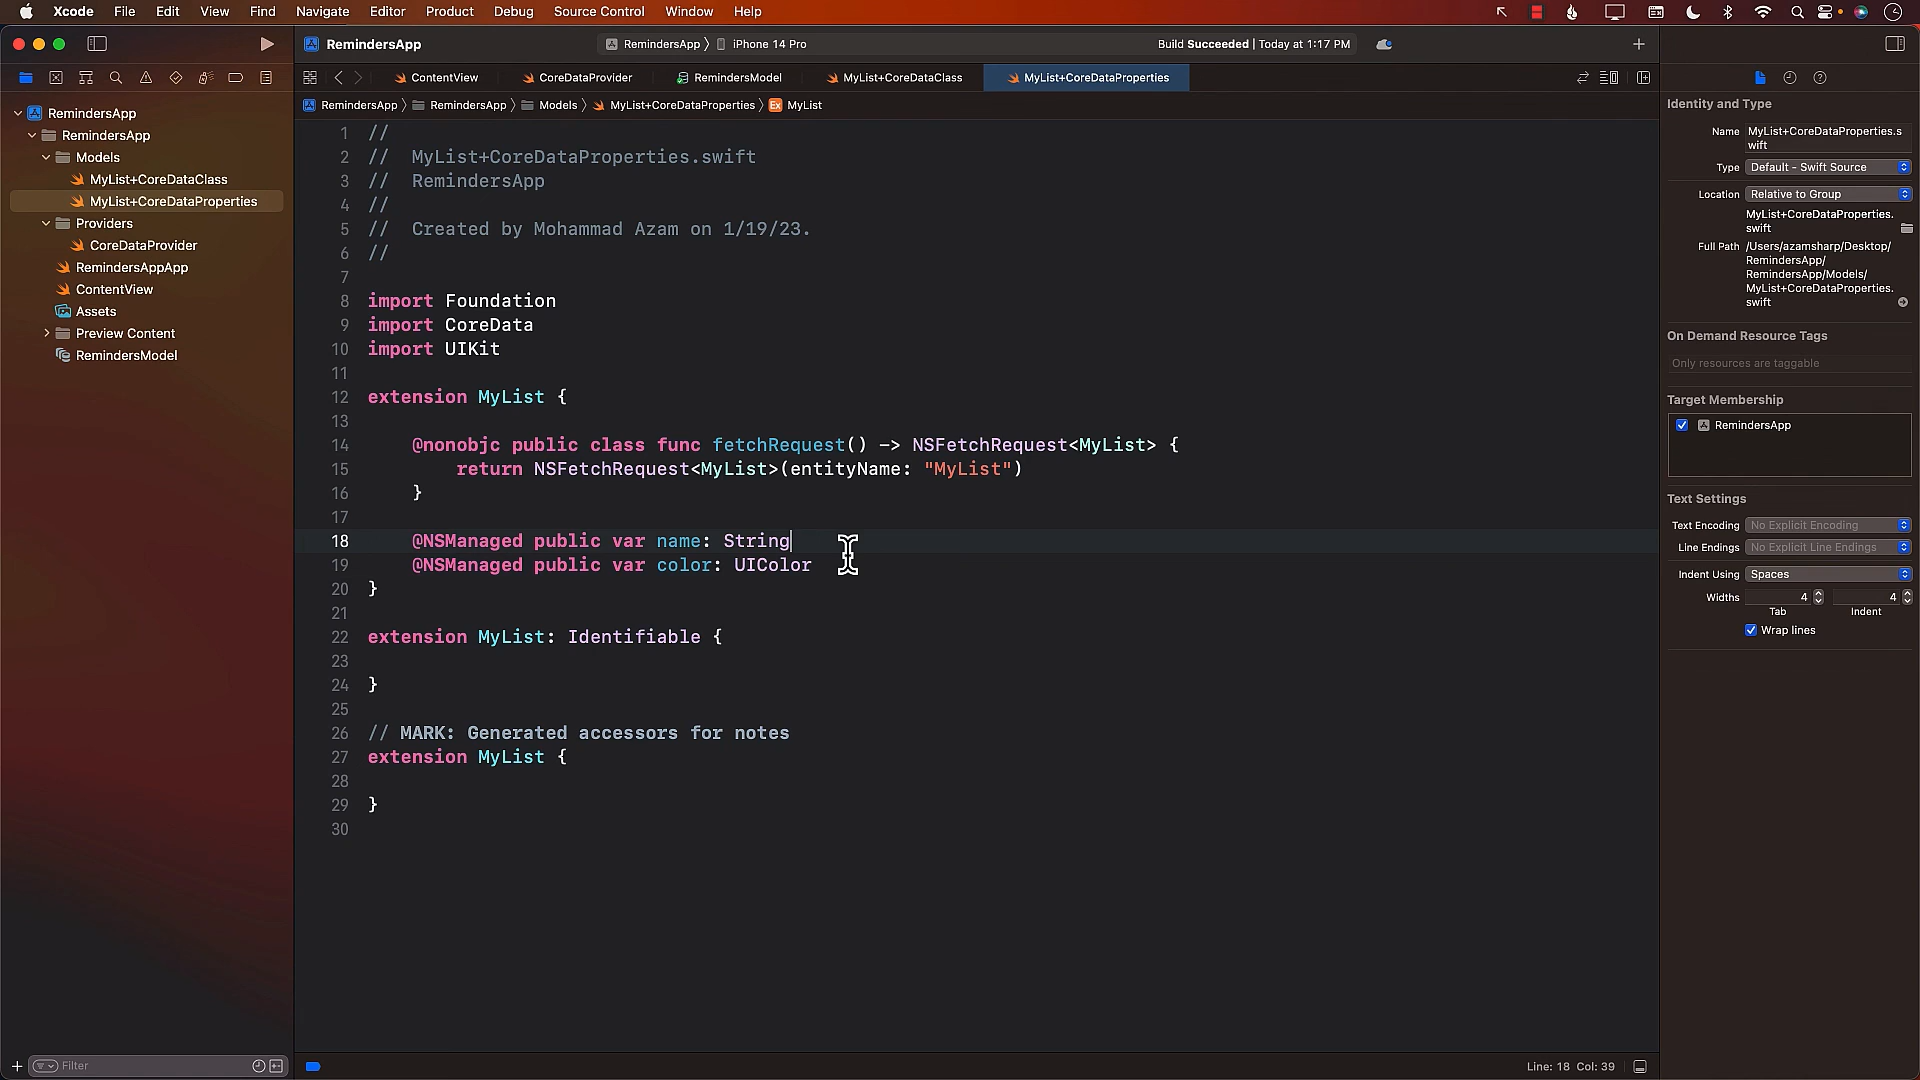 Xcode File Edit View Find Navigate Editor Product Debug Source Control Window Help
RemindersApp
RemindersApp 〉 iPhone 14 Pro
Build Succeeded | Today at 1:17 PM
ContentView
CoreDataProvider
RemindersModel
MyList+CoreDataClass
MyList+CoreDataProperties
RemindersApp 〉 RemindersApp 〉 Models 〉 MyList+CoreDataProperties 〉 Ex MyList
RemindersApp
RemindersApp
Models
MyList+CoreDataClass
MyList+CoreDataProperties
Providers
CoreDataProvider
RemindersAppApp
ContentView
Assets
Preview Content
RemindersModel
Filter
1 //
2 //  MyList+CoreDataProperties.swift
3 //  RemindersApp
4 //
5 //  Created by Mohammad Azam on 1/19/23.
6 //
7
8 import Foundation
9 import CoreData
10 import UIKit
11
12 extension MyList {
13
14     @nonobjc public class func fetchRequest() -> NSFetchRequest<MyList> {
15         return NSFetchRequest<MyList>(entityName: "MyList")
16     }
17
18     @NSManaged public var name: String
19     @NSManaged public var color: UIColor
20 }
21
22 extension MyList: Identifiable {
23
24 }
25
26 // MARK: Generated accessors for notes
27 extension MyList {
28
29 }
30
Line: 18 Col: 39
Identity and Type
Name MyList+CoreDataProperties.s
wift
Type Default - Swift Source
Location Relative to Group
MyList+CoreDataProperties.
swift
Full Path /Users/azamsharp/Desktop/
RemindersApp/
RemindersApp/Models/
MyList+CoreDataProperties.
swift
On Demand Resource Tags
Only resources are taggable
Target Membership
RemindersApp
Text Settings
Text Encoding No Explicit Encoding
Line Endings No Explicit Line Endings
Indent Using Spaces
Widths 4 4
Tab Indent
Wrap lines